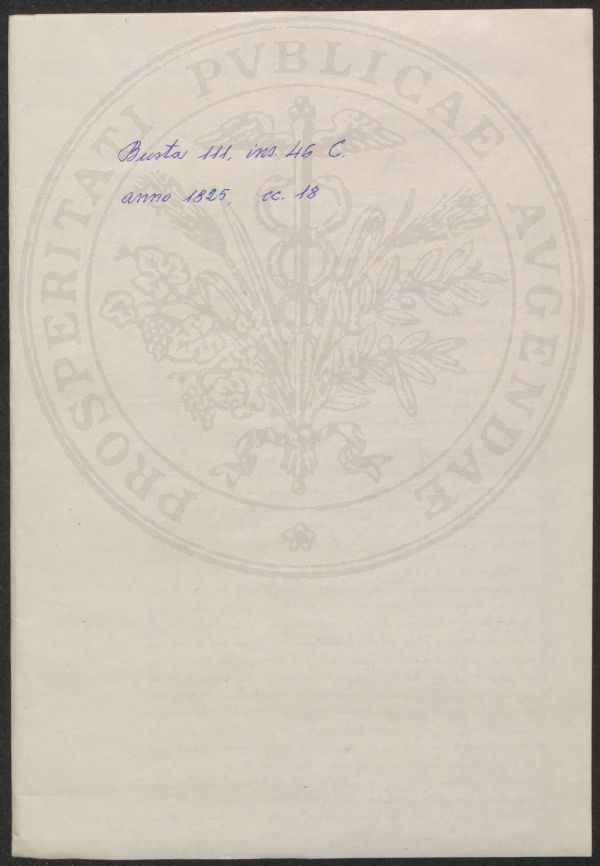 PROSPERITATI PVBLICAE AVGENDAE
Busta 111, ins. 46 C.
anno 1825, cc. 18